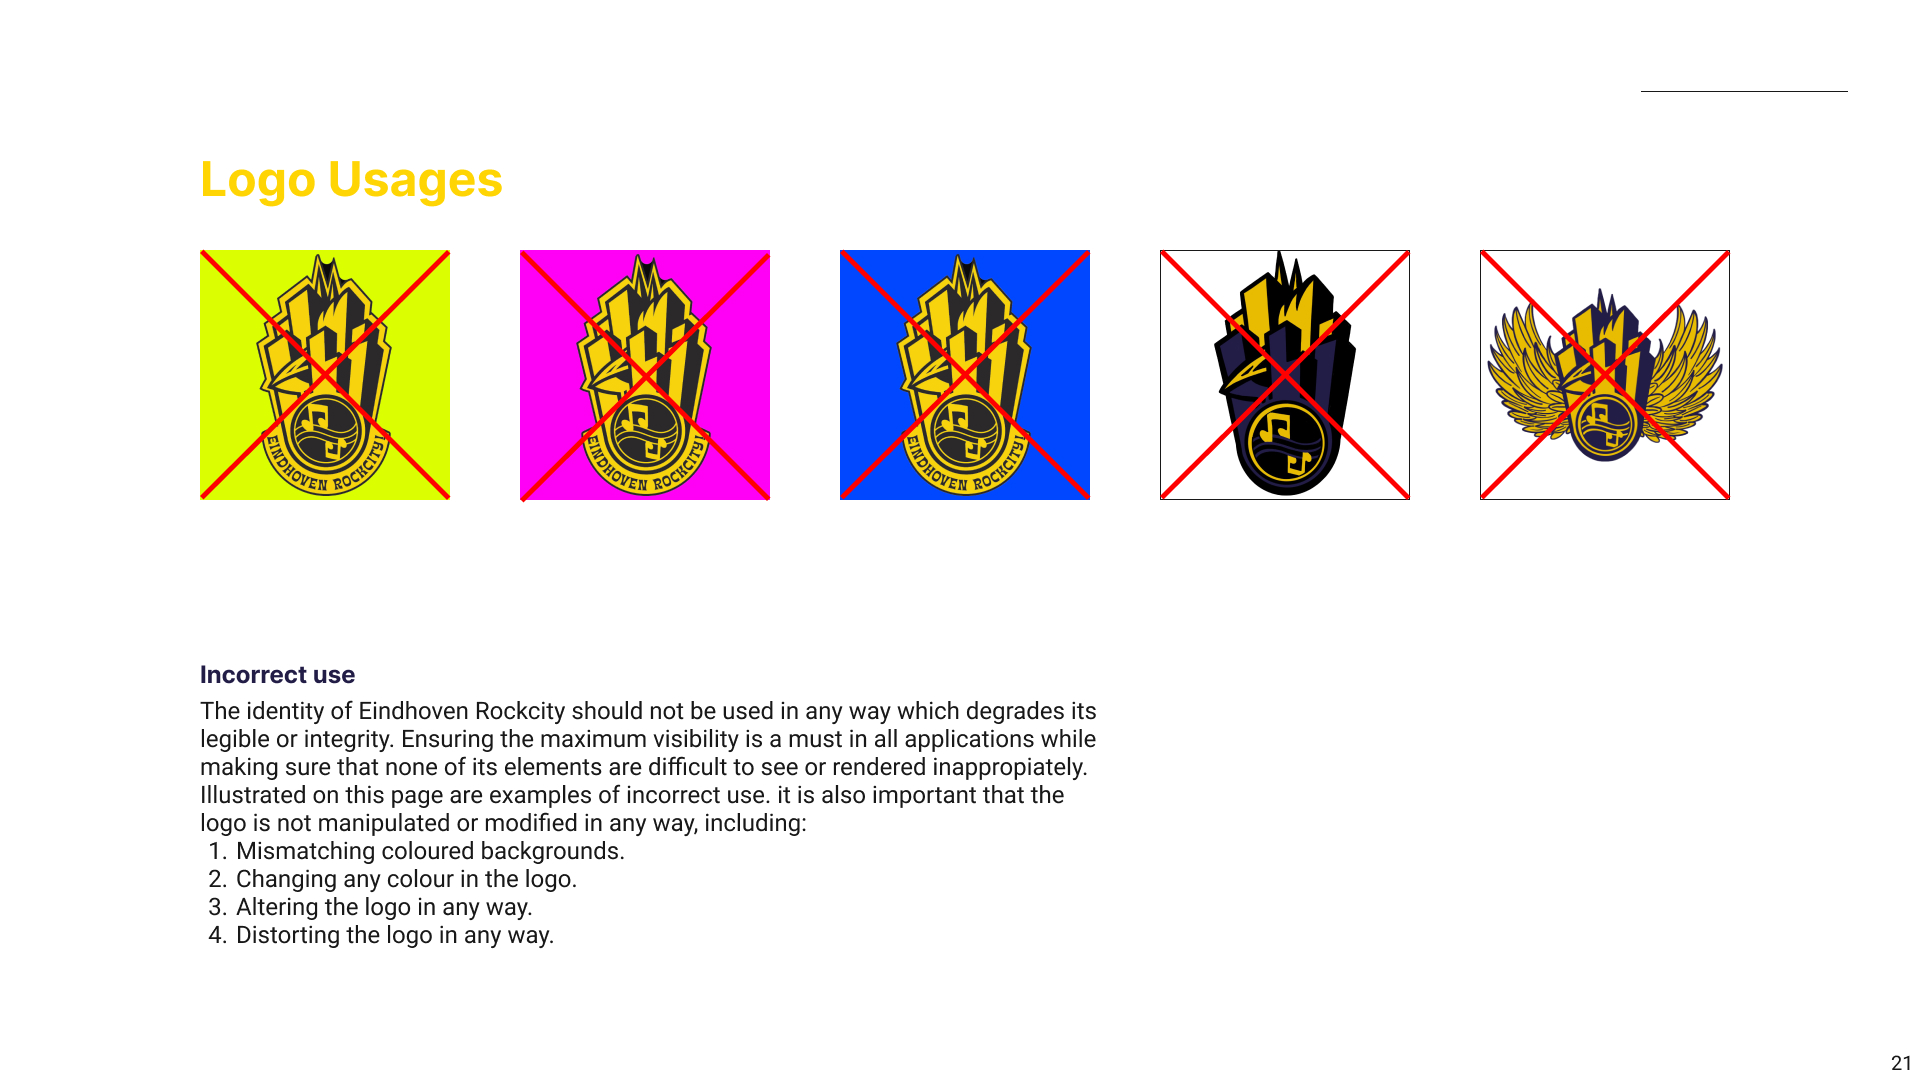 Logo Usages
EINDHOVEN ROCKCITY!
EINDHOVEN ROCKCITY!
EINDHOVEN ROCKCITY!
Incorrect use
The identity of Eindhoven Rockcity should not be used in any way which degrades its
legible or integrity. Ensuring the maximum visibility is a must in all applications while
making sure that none of its elements are difficult to see or rendered inappropiately.
Illustrated on this page are examples of incorrect use. it is also important that the
logo is not manipulated or modified in any way, including:
1. Mismatching coloured backgrounds.
2. Changing any colour in the logo.
3. Altering the logo in any way.
4. Distorting the logo in any way.
21